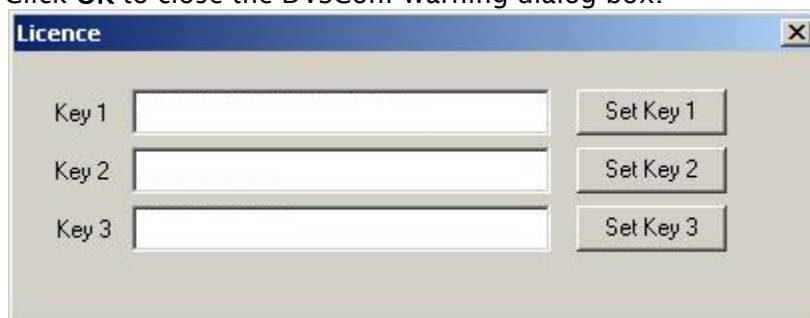 Click OK to close the DVSCom Warning dialog box.
Licence
Key 1 Set Key 1
Key 2 Set Key 2
Key 3 Set Key 3